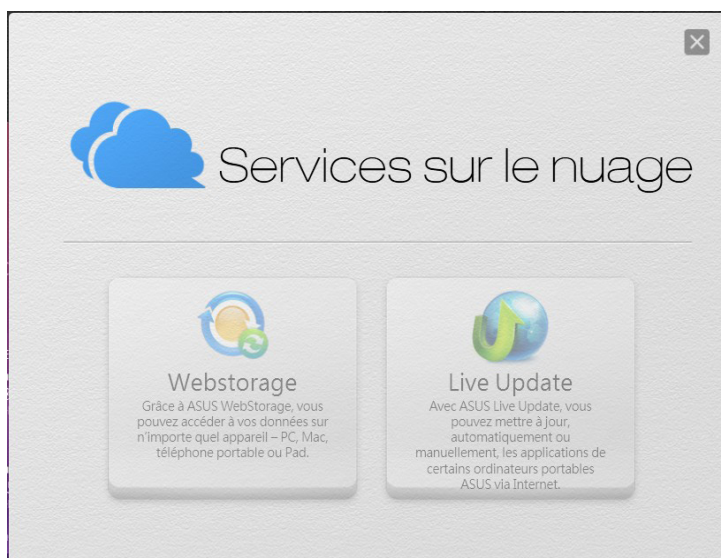 Services sur le nuage
Webstorage
Grâce à ASUS WebStorage, vous
pouvez accéder à vos données sur
n'importe quel appareil – PC, Mac,
téléphone portable ou Pad.
Live Update
Avec ASUS Live Update, vous
pouvez mettre à jour,
automatiquement ou
manuellement, les applications de
certains ordinateurs portables
ASUS via Internet.